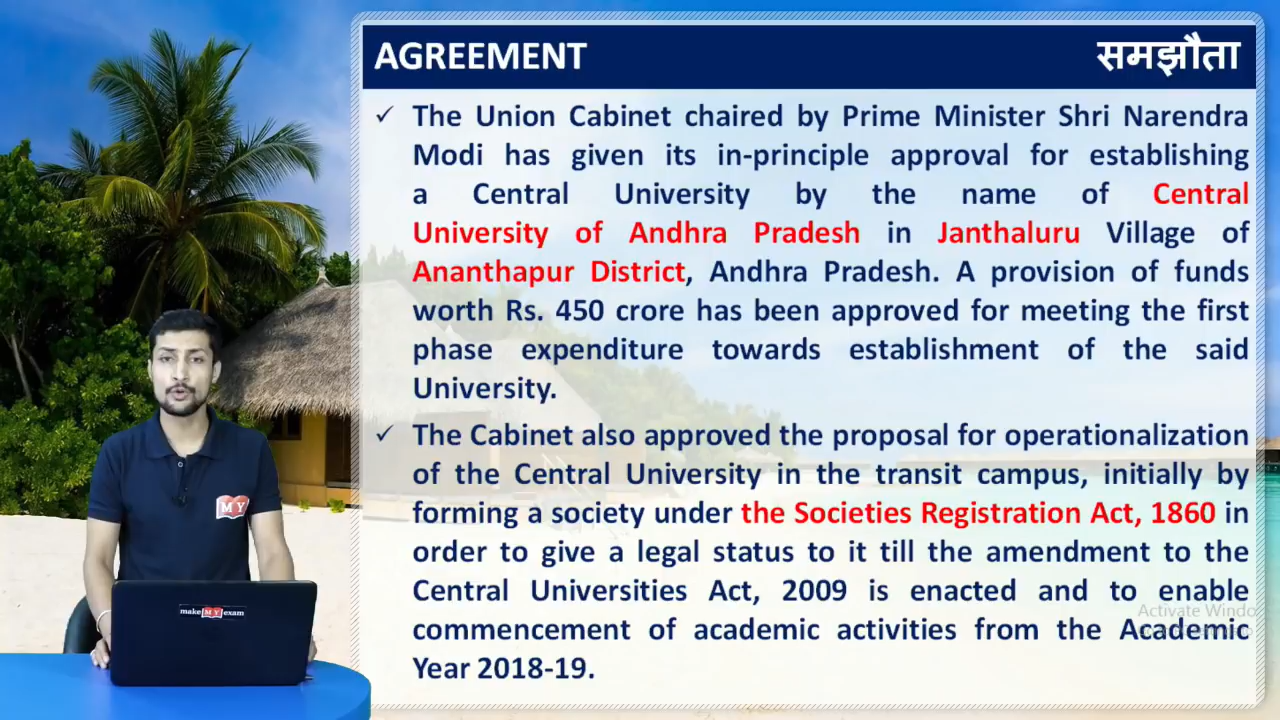 AGREEMENT समझौता
✓ The Union Cabinet chaired by Prime Minister Shri Narendra
Modi has given its in-principle approval for establishing
a Central University by the name of Central
University of Andhra Pradesh in Janthaluru Village of
Ananthapur District, Andhra Pradesh. A provision of funds
worth Rs. 450 crore has been approved for meeting the first
phase expenditure towards establishment of the said
University.
✓ The Cabinet also approved the proposal for operationalization
of the Central University in the transit campus, initially by
forming a society under the Societies Registration Act, 1860 in
order to give a legal status to it till the amendment to the
Central Universities Act, 2009 is enacted and to enable
commencement of academic activities from the Academic
Year 2018-19.
MY
make MY exam
Activate Windo